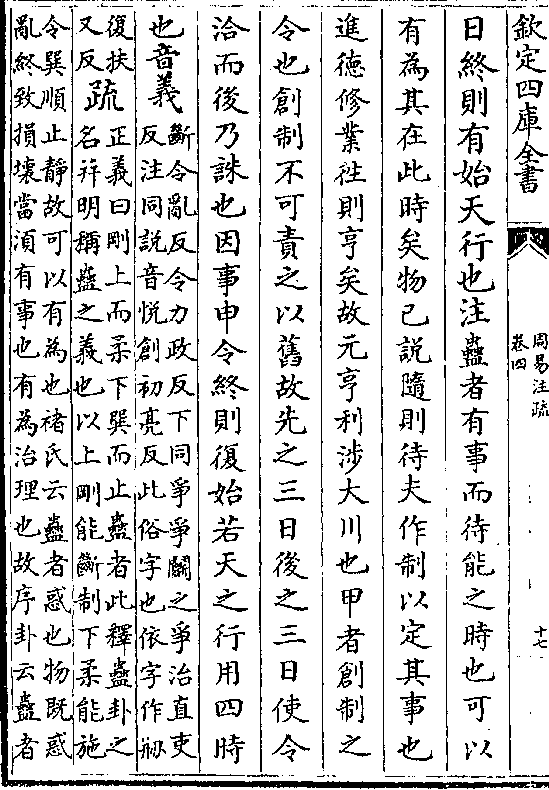 欽定四庫全書
周易注疏
卷四
十七
日終則有始天行也注蠱者有事而待能之時也可以
有為其在此時矣物已說隨則待夫作制以定其事也
進德修業往則亨矣故元亨利涉大川也甲者創制之
令也創制不可責之以舊故先之三日後之三日使令
洽而後乃誅也因事申令終則復始若天之行用四時
也音義
斷令亂反令力政反下同爭爭鬭之爭治直吏
反注同說音悅創初亮反此俗字也依字作剏
復扶
又反
疏
正義曰剛上而柔下巽而止蠱者此釋蠱卦之
名并明稱蠱之義也以上剛能斷制下柔能施
令巽順止靜故可以有為也褚氏云蠱者惑也物既惑
亂終致損壞當須有事也有為治理也故序卦云蠱者